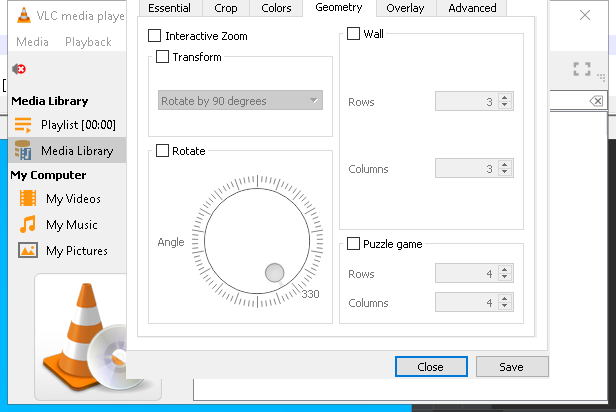 VLC media playe
Media Playback
Media Library
Playlist [00:00]
Media Library
My Computer
My Videos
My Music
My Pictures
Essential Crop Colors Geometry Overlay Advanced
Interactive Zoom
Transform
Rotate by 90 degrees
Rotate
Angle
330
Wall
Rows 3
Columns 3
Puzzle game
Rows 4
Columns 4
Close Save